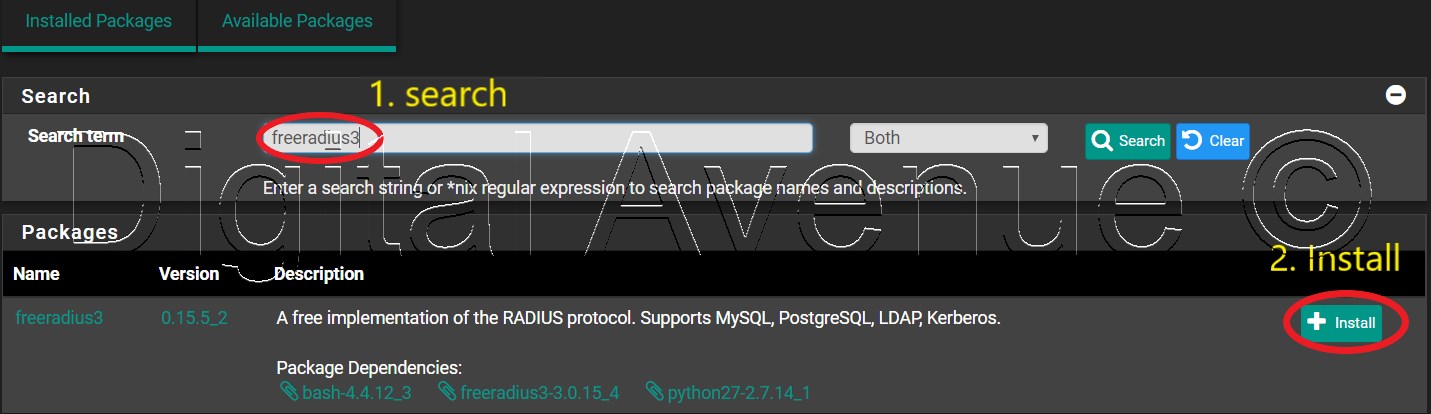 Installed Packages
Available Packages
1. search
Search
Search term
freeradius3
Both
Search
Clear
Enter a search string or *nix regular expression to search package names and descriptions.
Digital Avenue ©
Packages
2. Install
Name Version Description
freeradius3 0.15.5_2 A free implementation of the RADIUS protocol. Supports MySQL, PostgreSQL, LDAP, Kerberos.
Install
Package Dependencies:
bash-4.4.12_3 freeradius3-3.0.15_4 python27-2.7.14_1